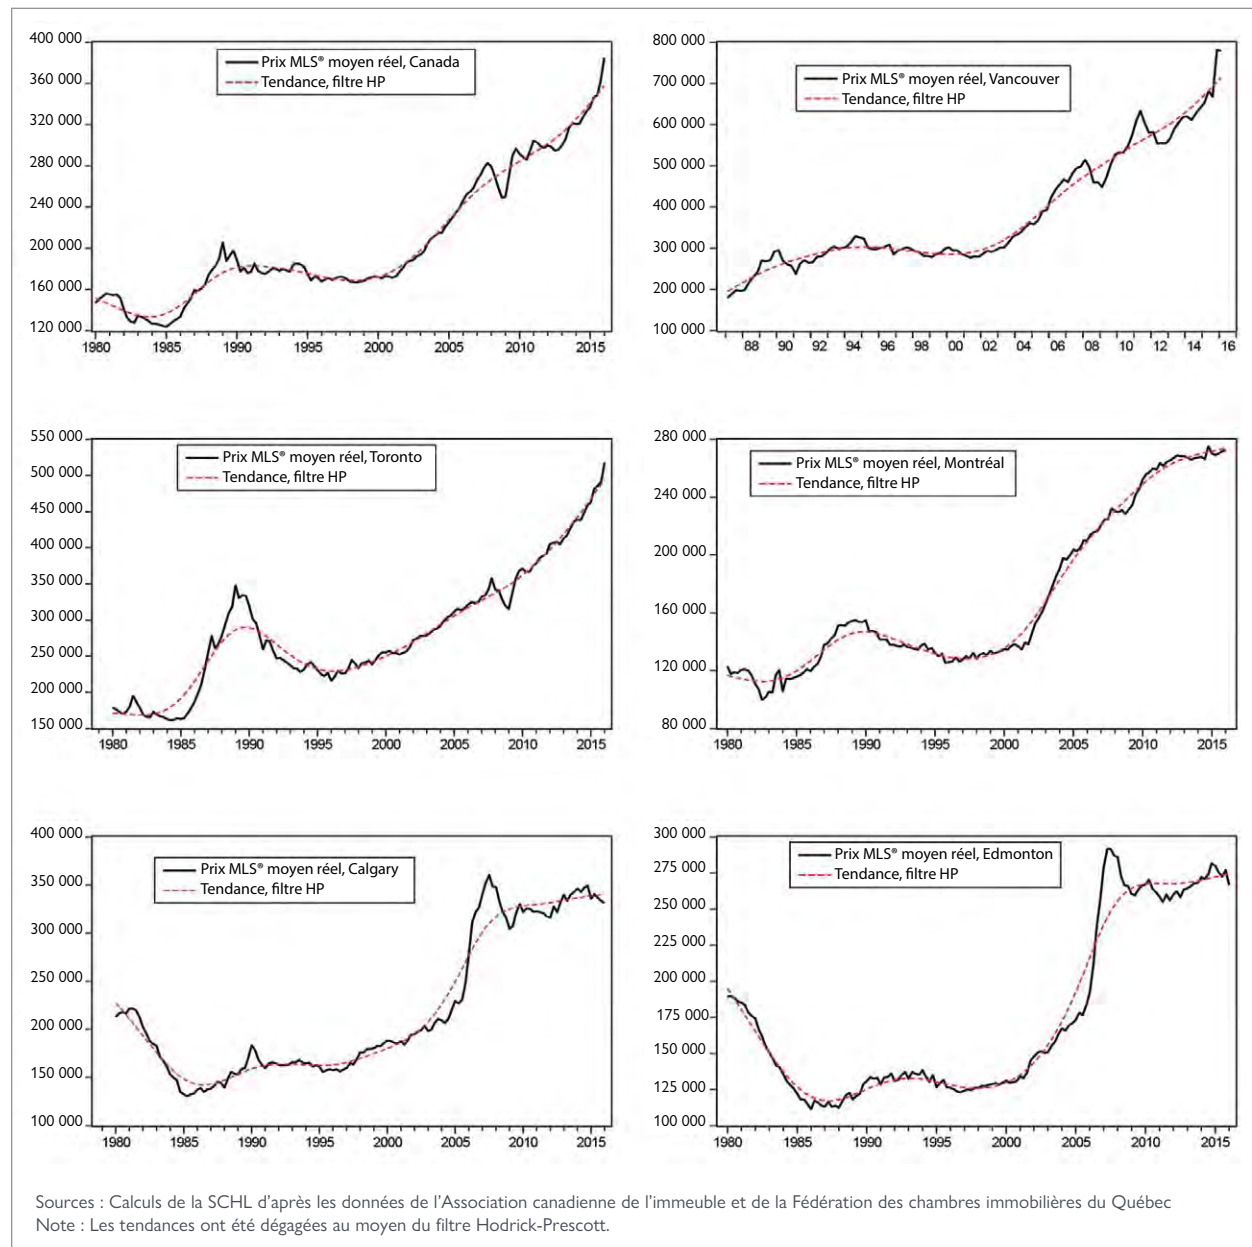 400 000
360 000
320 000
280 000
240 000
200 000
160 000
120 000
Prix MLS® moyen réel, Canada
Tendance, filtre HP
1980 1985 1990 1995 2000 2005 2010 2015
800 000
700 000
600 000
500 000
400 000
300 000
200 000
100 000
Prix MLS® moyen réel, Vancouver
Tendance, filtre HP
88 90 92 94 96 98 00 02 04 06 08 10 12 14 16
550 000
500 000
450 000
400 000
350 000
300 000
250 000
200 000
150 000
Prix MLS® moyen réel, Toronto
Tendance, filtre HP
1980 1985 1990 1995 2000 2005 2010 2015
280 000
240 000
200 000
160 000
120 000
80 000
Prix MLS® moyen réel, Montréal
Tendance, filtre HP
1980 1985 1990 1995 2000 2005 2010 2015
400 000
350 000
300 000
250 000
200 000
150 000
100 000
Prix MLS® moyen réel, Calgary
Tendance, filtre HP
1980 1985 1990 1995 2000 2005 2010 2015
300 000
275 000
250 000
225 000
200 000
175 000
150 000
125 000
100 000
Prix MLS® moyen réel, Edmonton
Tendance, filtre HP
1980 1985 1990 1995 2000 2005 2010 2015
Sources : Calculs de la SCHL d'après les données de l'Association canadienne de l'immeuble et de la Fédération des chambres immobilières du Québec
Note : Les tendances ont été dégagées au moyen du filtre Hodrick-Prescott.